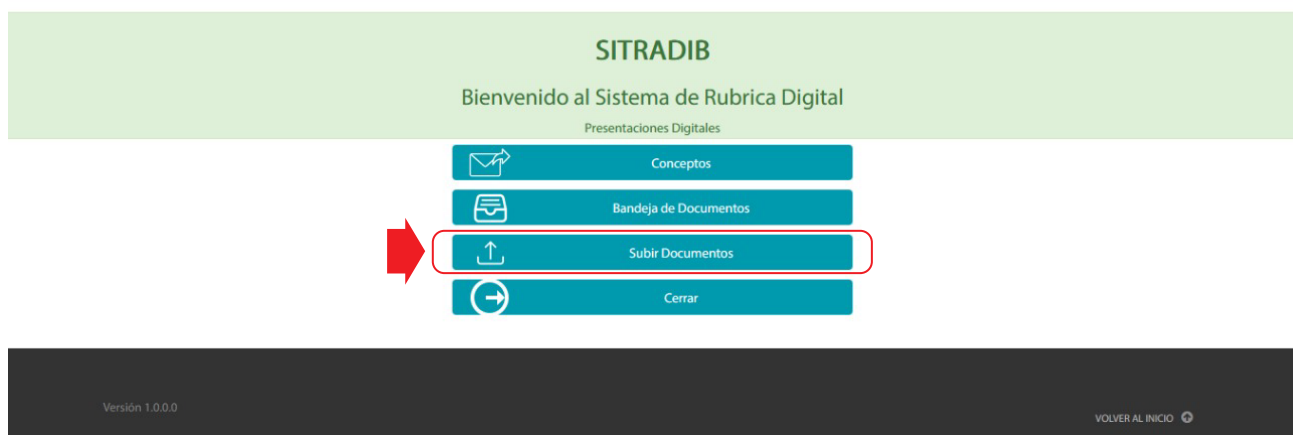 SITRADIB
Bienvenido al Sistema de Rubrica Digital
Presentaciones Digitales
Conceptos
Bandeja de Documentos
Subir Documentos
Cerrar
Versión 1.0.0.0
VOLVER AL INICIO